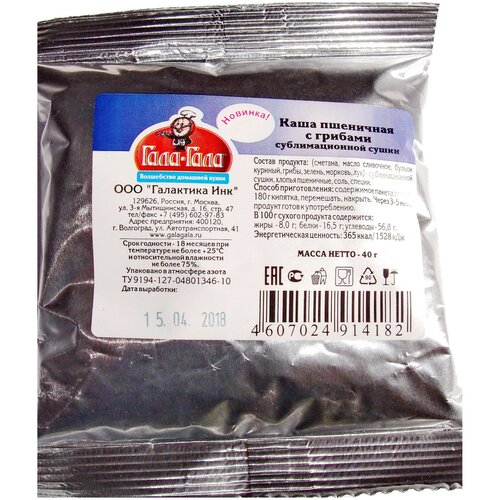 Гала-Гала
Волшебство домашней кухни
ООО "Галактика Инк"
129626, Россия, г. Москва,
ул. 3-я Мытищинская, д. 16, стр. 47
тел/факс +7 (495) 602-97-83
Адрес предприятия: 400120,
г. Волгоград, ул. Автотранспортная, 41
www.galagala.ru
Срок годности - 18 месяцев при
температуре не более +25°C
и относительной влажности
не более 75%.
Упаковано в атмосфере азота
ТУ 9194-127-04801346-10
Дата выработки:
15.04.2018
Новинка!
Каша пшеничная
с грибами
сублимационной сушки
Состав продукта: (сметана, масло сливочное, бульон
куриный, грибы, зелень, морковь, лук) - сублимационной
сушки, хлопья пшеничные, соль, специи.
Способ приготовления: содержимое пакета
180 г кипятка, перемешать, накрыть. Через 3-5
продукт готов к употреблению.
В 100 г сухого продукта содержится:
жиры - 8,0 г; белки - 16,5 г; углеводы - 56,8 г.
Энергетическая ценность: 365 ккал/1528 кДж
МАССА НЕТТО - 40 г
ЕАС
90
4 607024 914182